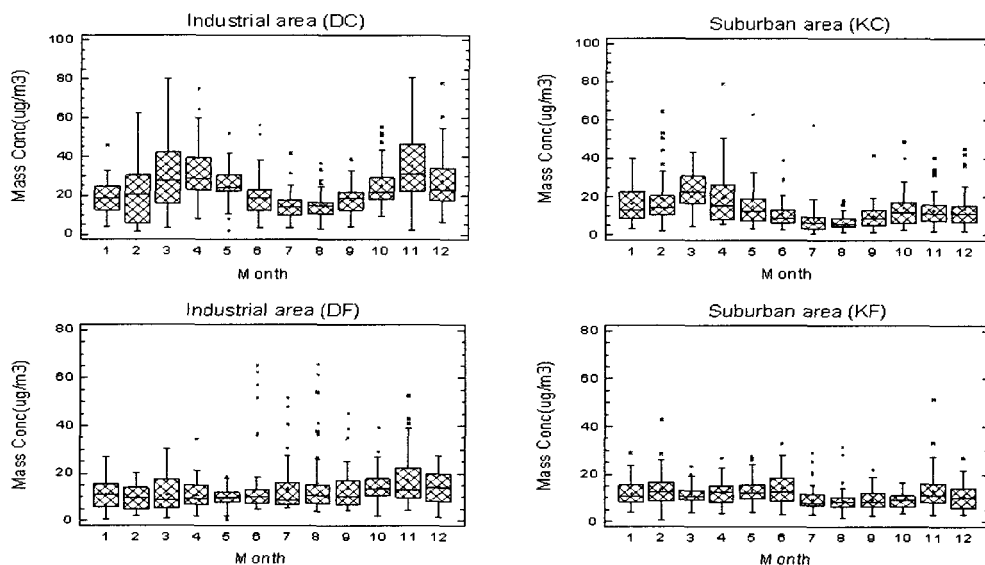 Industrial area (DC)
Mass Conc(ug/m3)
100
80
60
40
20
0
1 2 3 4 5 6 7 8 9 10 11 12
Month
Suburban area (KC)
Mass Conc(ug/m3)
100
80
60
40
20
0
1 2 3 4 5 6 7 8 9 10 11 12
Month
Industrial area (DF)
Mass Conc(ug/m3)
80
60
40
20
0
1 2 3 4 5 6 7 8 9 10 11 12
Month
Suburban area (KF)
Mass Conc(ug/m3)
80
60
40
20
0
1 2 3 4 5 6 7 8 9 10 11 12
Month